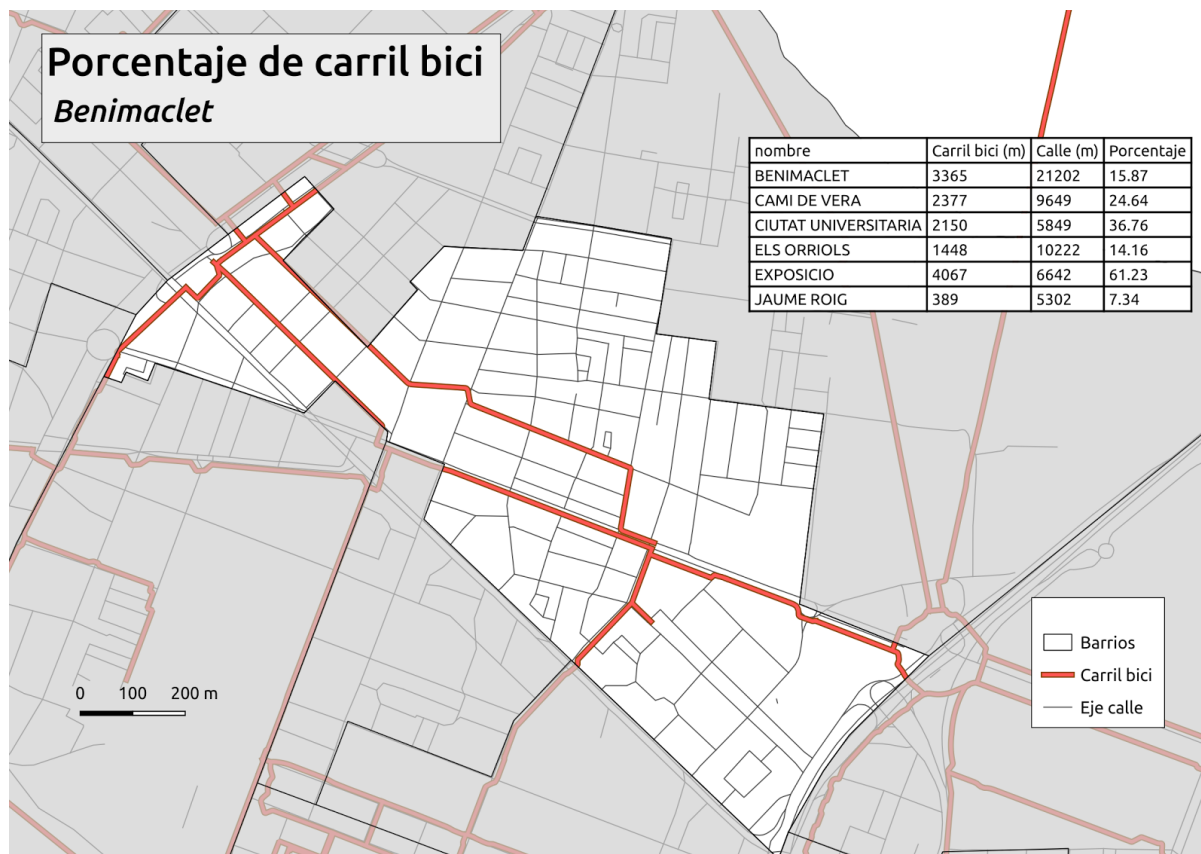 Porcentaje de carril bici
Benimaclet
nombre Carril bici (m) Calle (m) Porcentaje
BENIMACLET 3365 21202 15.87
CAMI DE VERA 2377 9649 24.64
CIUTAT UNIVERSITARIA 2150 5849 36.76
ELS ORRIOLS 1448 10222 14.16
EXPOSICIO 4067 6642 61.23
JAUME ROIG 389 5302 7.34
Barrios
Carril bici
Eje calle
0 100 200 m